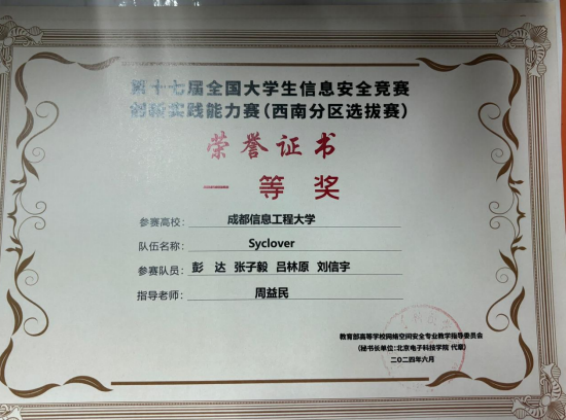 第十七届全国大学生信息安全竞赛
创新实践能力赛(西南分区选拔赛)
荣誉证书
一等奖
参赛高校: 成都信息工程大学
队伍名称: Syclover
参赛队员: 彭达 张子毅 吕林原 刘信宇
指导老师: 周益民
教育部高等学校网络空间安全专业教学指导委员会
(秘书长单位:北京电子科技学院 代章)
二〇二四年六月